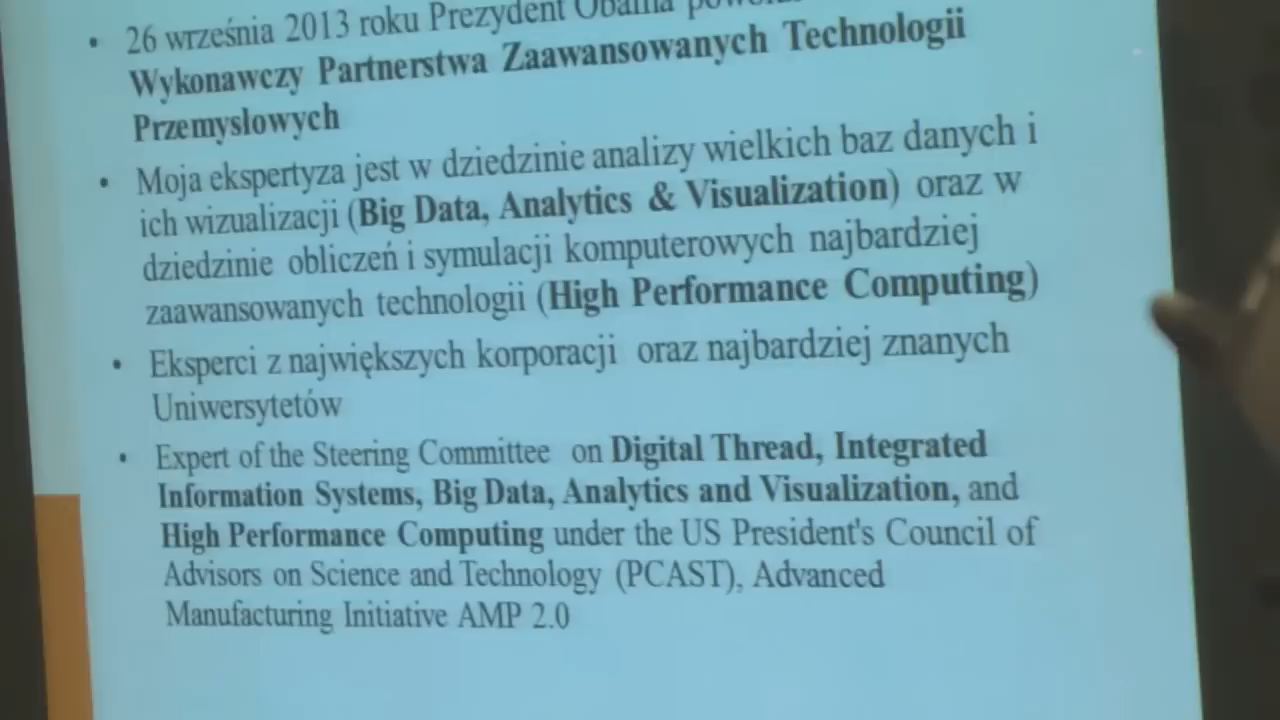 • 26 września 2013 roku Prezydent Obama
Wykonawczy Partnerstwa Zaawansowanych Technologii
Przemysłowych
• Moja ekspertyza jest w dziedzinie analizy wielkich baz danych i
ich wizualizacji (Big Data, Analytics & Visualization) oraz w
dziedzinie obliczeń i symulacji komputerowych najbardziej
zaawansowanych technologii (High Performance Computing)
• Eksperci z największych korporacji oraz najbardziej znanych
Uniwersytetów
• Expert of the Steering Committee on Digital Thread, Integrated
Information Systems, Big Data, Analytics and Visualization, and
High Performance Computing under the US President's Council of
Advisors on Science and Technology (PCAST), Advanced
Manufacturing Initiative AMP 2.0